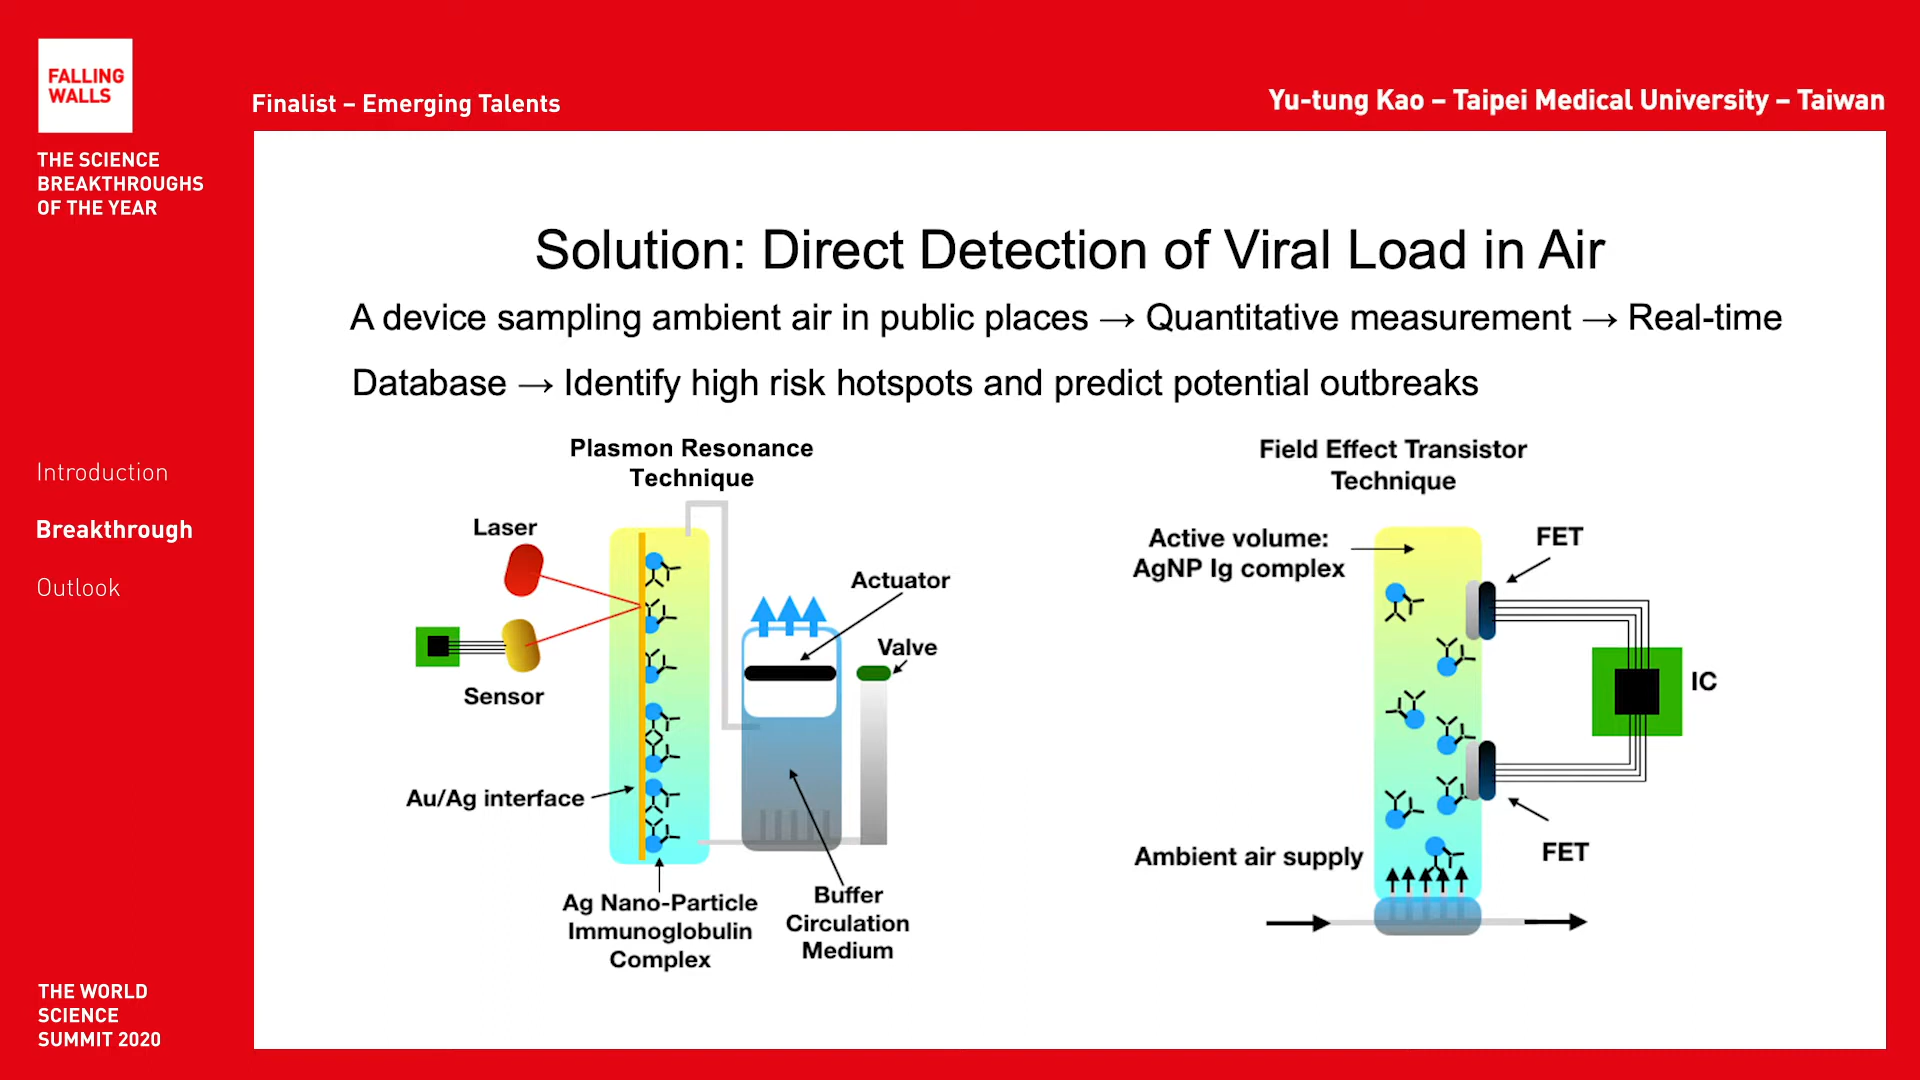 FALLING
WALLS
THE SCIENCE
BREAKTHROUGHS
OF THE YEAR
Finalist – Emerging Talents
Yu-tung Kao – Taipei Medical University – Taiwan
Introduction
Breakthrough
Outlook
THE WORLD
SCIENCE
SUMMIT 2020
Solution: Direct Detection of Viral Load in Air
A device sampling ambient air in public places → Quantitative measurement → Real-time
Database → Identify high risk hotspots and predict potential outbreaks
Plasmon Resonance
Technique
Laser
Sensor
Actuator
Valve
Au/Ag interface
Ag Nano-Particle
Immunoglobulin
Complex
Buffer
Circulation
Medium
Field Effect Transistor
Technique
Active volume:
AgNP Ig complex
FET
IC
FET
Ambient air supply